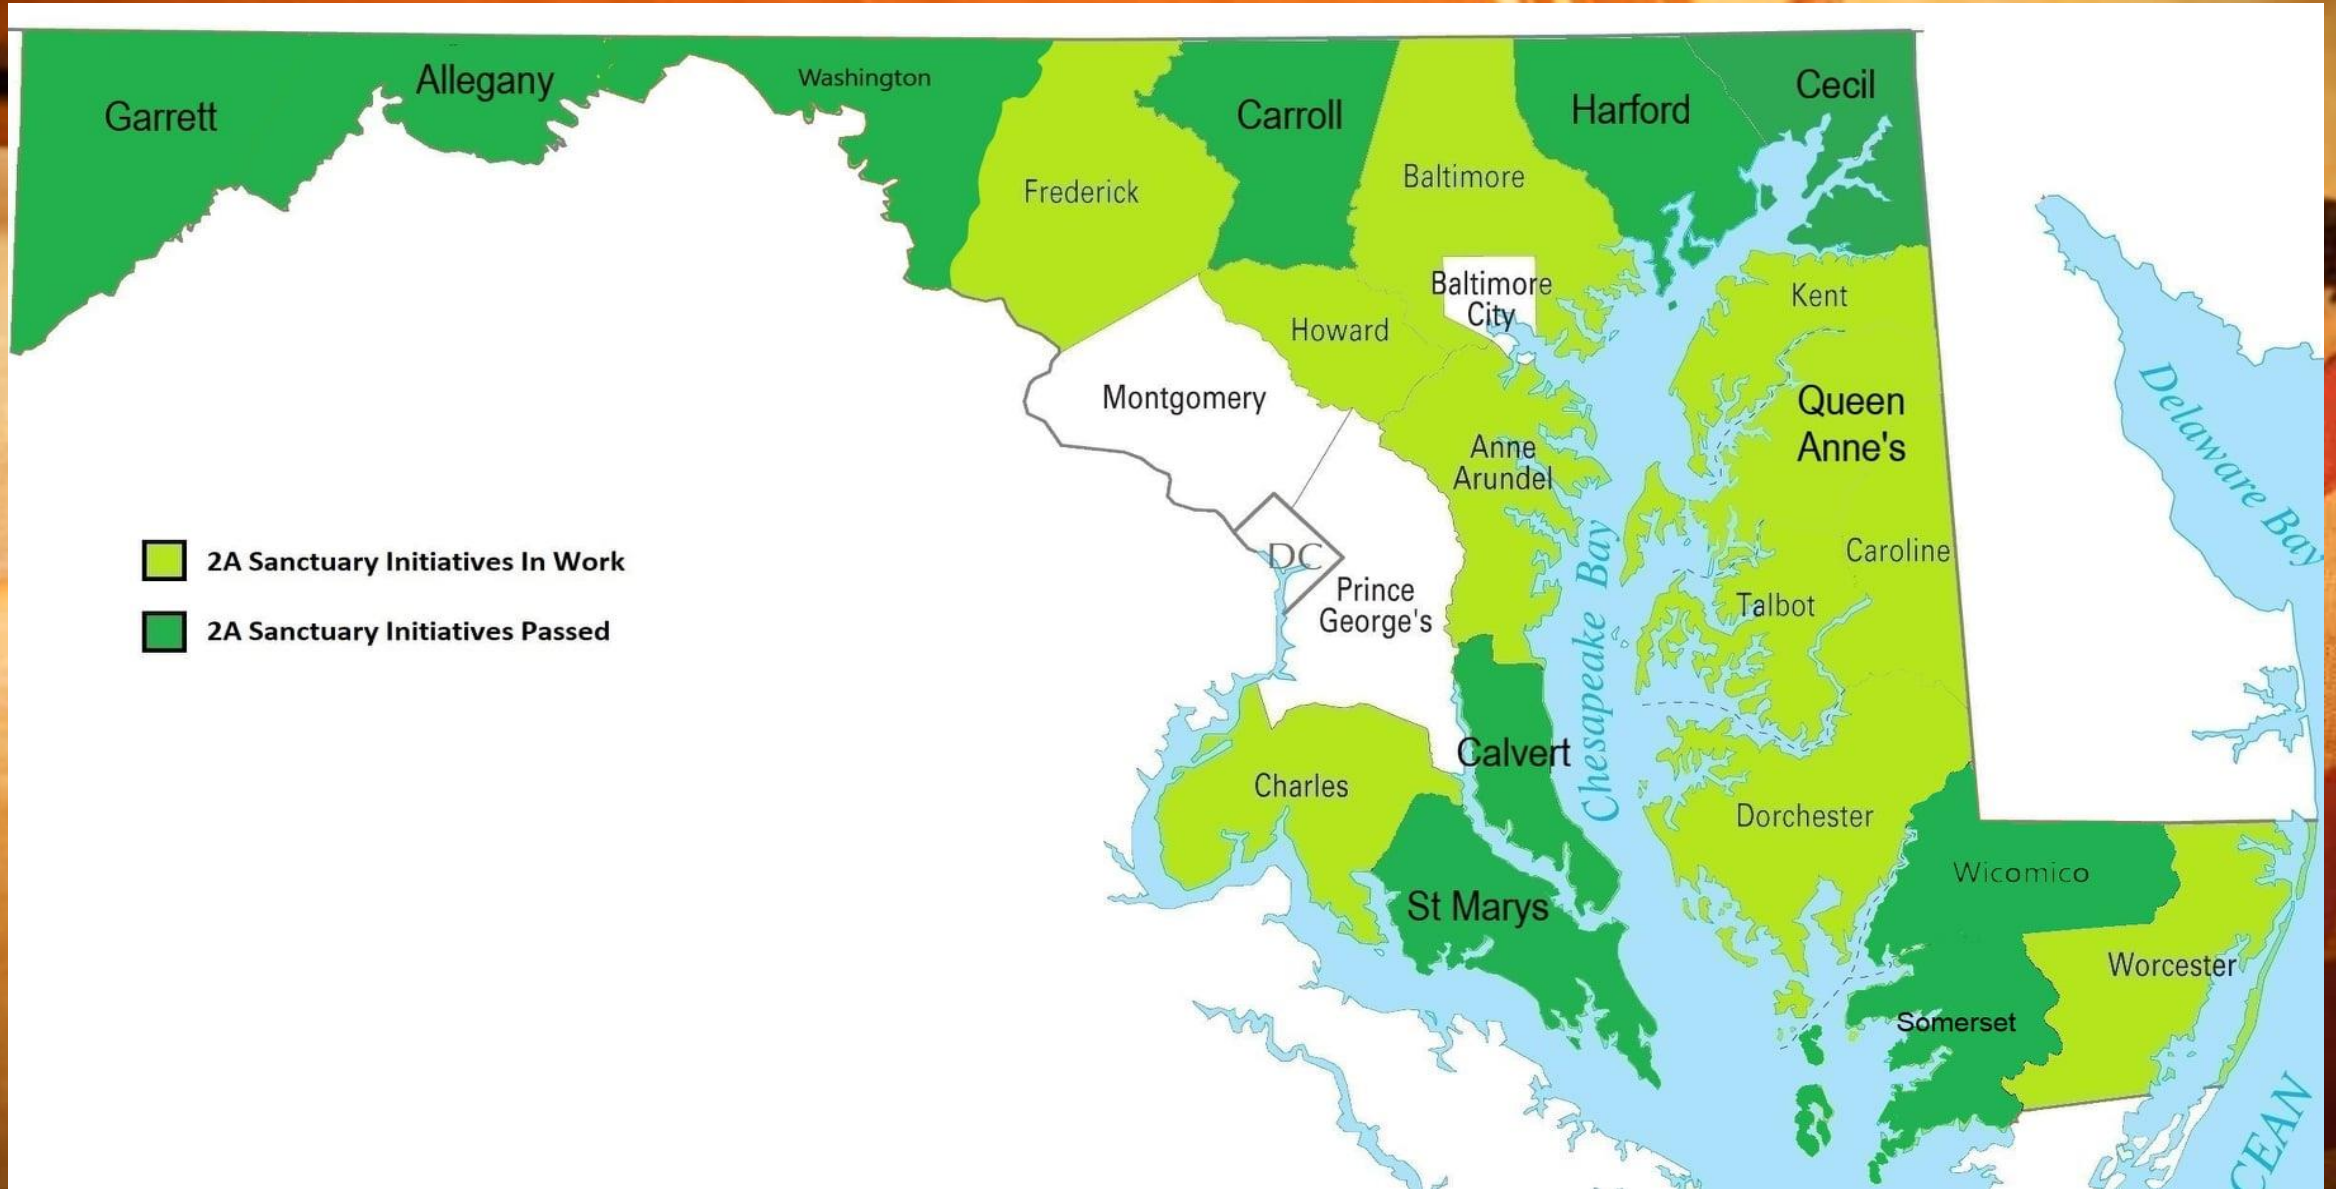 Garrett
Allegany
Washington
Carroll
Harford
Cecil
Frederick
Baltimore
Baltimore
City
Kent
Howard
Montgomery
Queen
Anne's
Anne
Arundel
Delaware Bay
2A Sanctuary Initiatives In Work
2A Sanctuary Initiatives Passed
DC
Prince
George's
Chesapeake Bay
Caroline
Talbot
Calvert
Charles
Dorchester
St Marys
Wicomico
Worcester
Somerset
CEAN